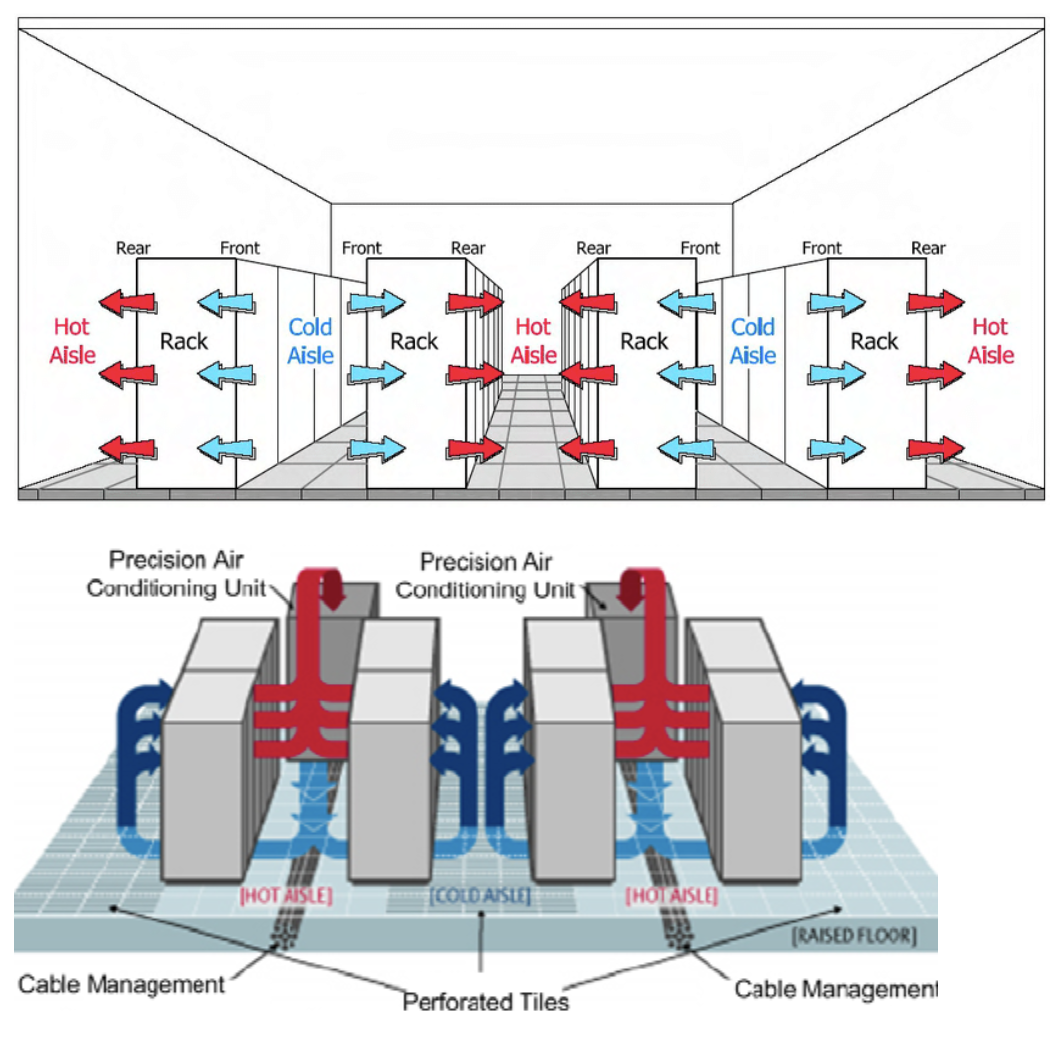 Rear Front Front Rear Rear Front Front Rear
Hot Aisle
Rack
Cold Aisle
Rack
Hot Aisle
Rack
Cold Aisle
Rack
Hot Aisle
Precision Air
Conditioning Unit
Precision Air
Conditioning Unit
[HOT AISLE] [COLD AISLE] [HOT AISLE]
[RAISED FLOOR]
Cable Management
Perforated Tiles
Cable Management